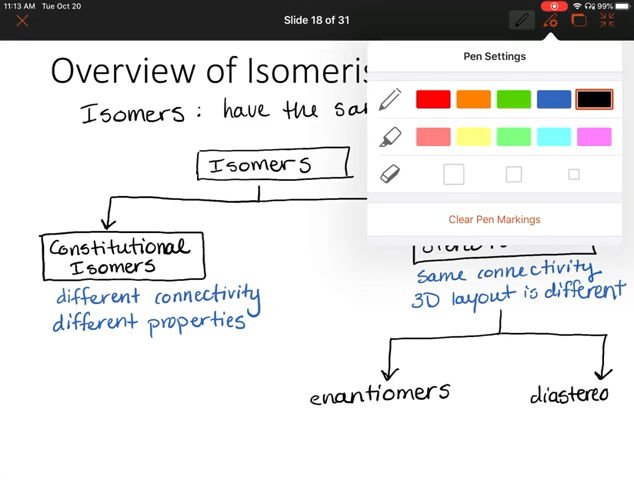 11:13 AM Tue Oct 20
Slide 18 of 31
99%
Pen Settings
Clear Pen Markings
Overview of Isomeris
Isomers : have the sa
Isomers
Constitutional
Isomers
different connectivity
different properties
same connectivity
3D layout is different
enantiomers
diastereo